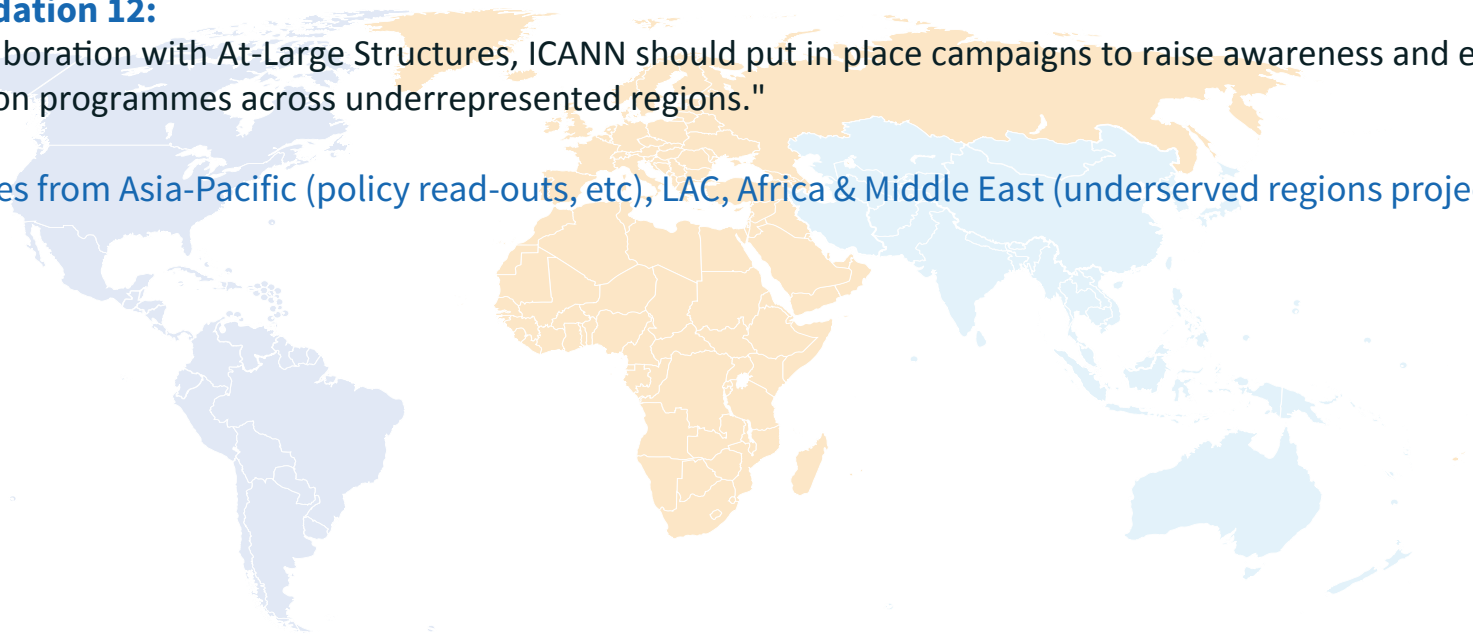 dation 12:
boration with At-Large Structures, ICANN should put in place campaigns to raise awareness and e
on programmes across underrepresented regions."
es from Asia-Pacific (policy read-outs, etc), LAC, Africa & Middle East (underserved regions proje